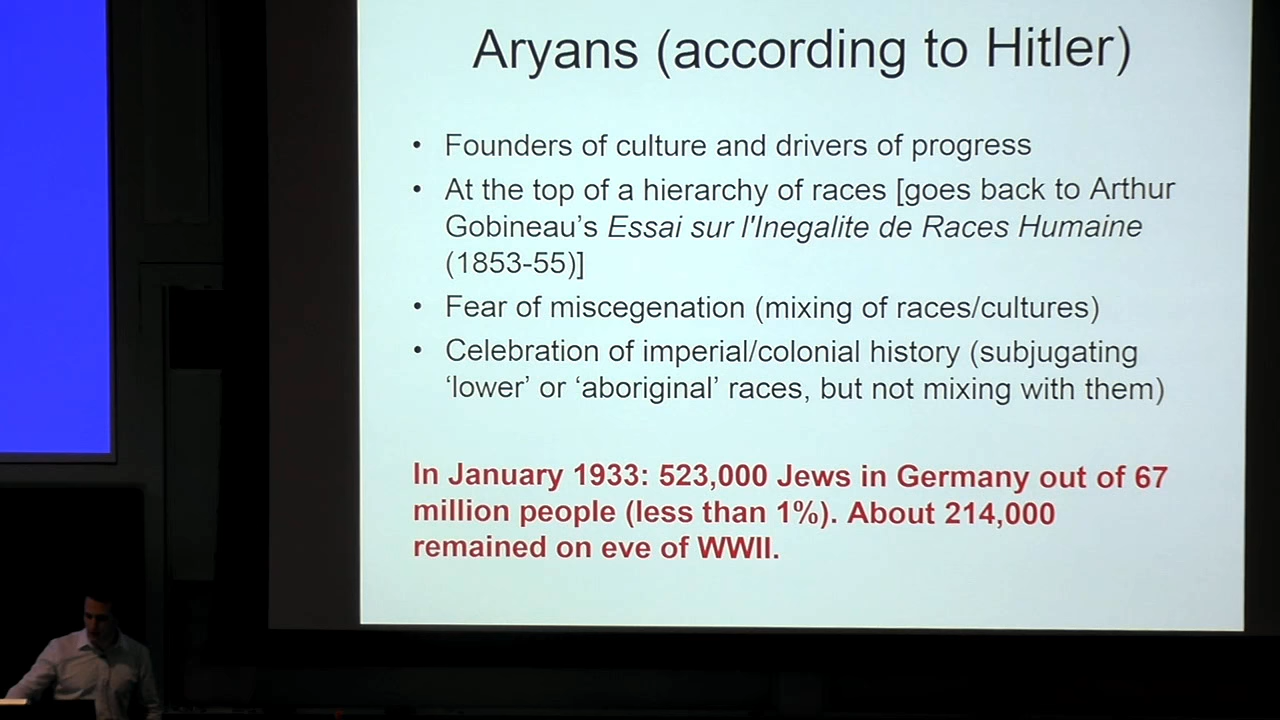 Aryans (according to Hitler)
• Founders of culture and drivers of progress
• At the top of a hierarchy of races [goes back to Arthur
Gobineau's Essai sur l'Inegalite de Races Humaine
(1853-55)]
• Fear of miscegenation (mixing of races/cultures)
• Celebration of imperial/colonial history (subjugating
'lower' or 'aboriginal' races, but not mixing with them)
In January 1933: 523,000 Jews in Germany out of 67
million people (less than 1%). About 214,000
remained on eve of WWII.